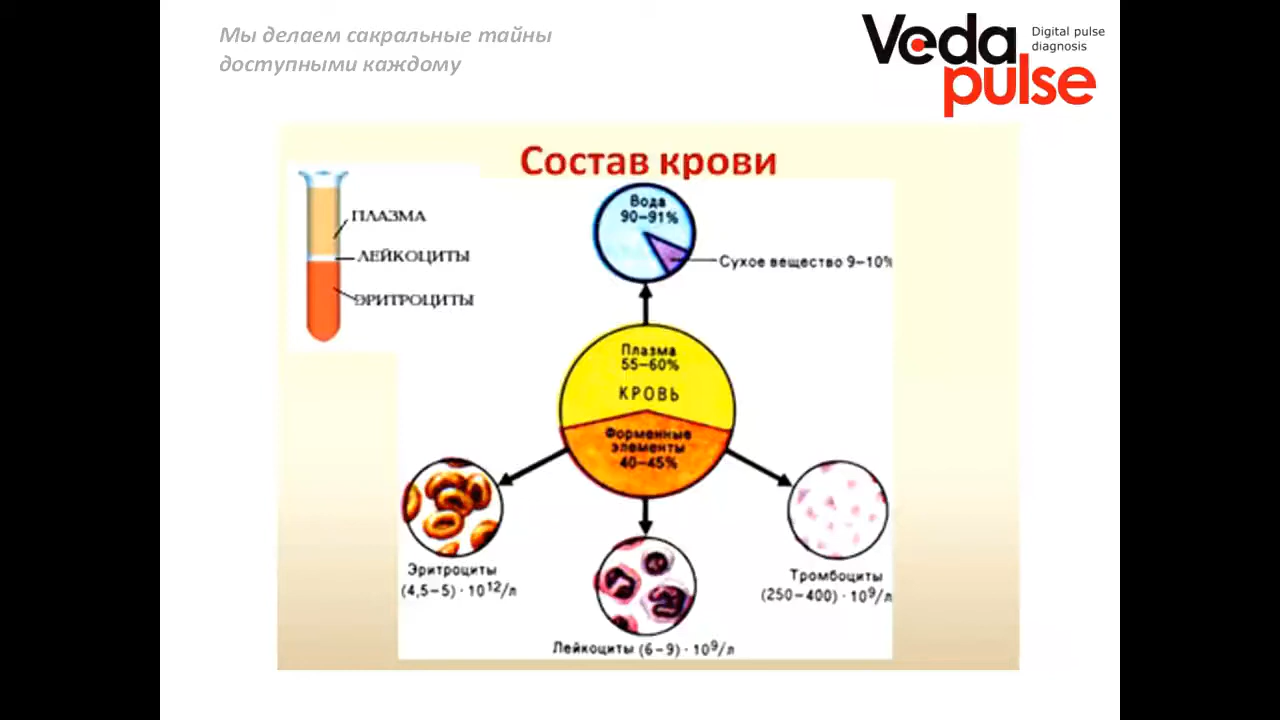 Мы делаем сакральные тайны
доступными каждому
Veda
pulse
Digital pulse
diagnosis
Состав крови
ПЛАЗМА
ЛЕЙКОЦИТЫ
ЭРИТРОЦИТЫ
Вода
90–91%
Сухое вещество 9–10%
Плазма
55–60%
КРОВЬ
Форменные
элементы
40–45%
Эритроциты
(4,5–5) · 10¹²/л
Лейкоциты (6–9) · 10⁹/л
Тромбоциты
(250–400) · 10⁹/л